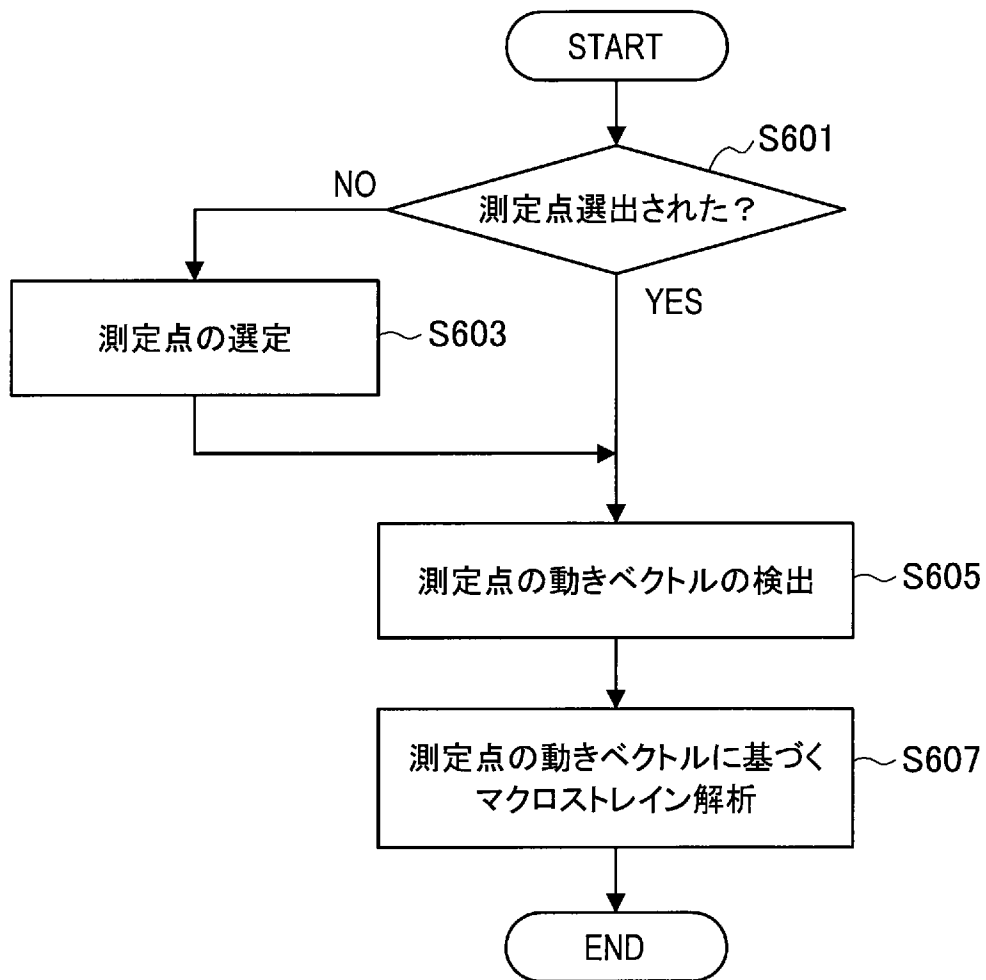 START
S601
NO
測定点選出された?
YES
測定点の選定
S603
測定点の動きベクトルの検出
S605
測定点の動きベクトルに基づく
マクロストレイン解析
S607
END